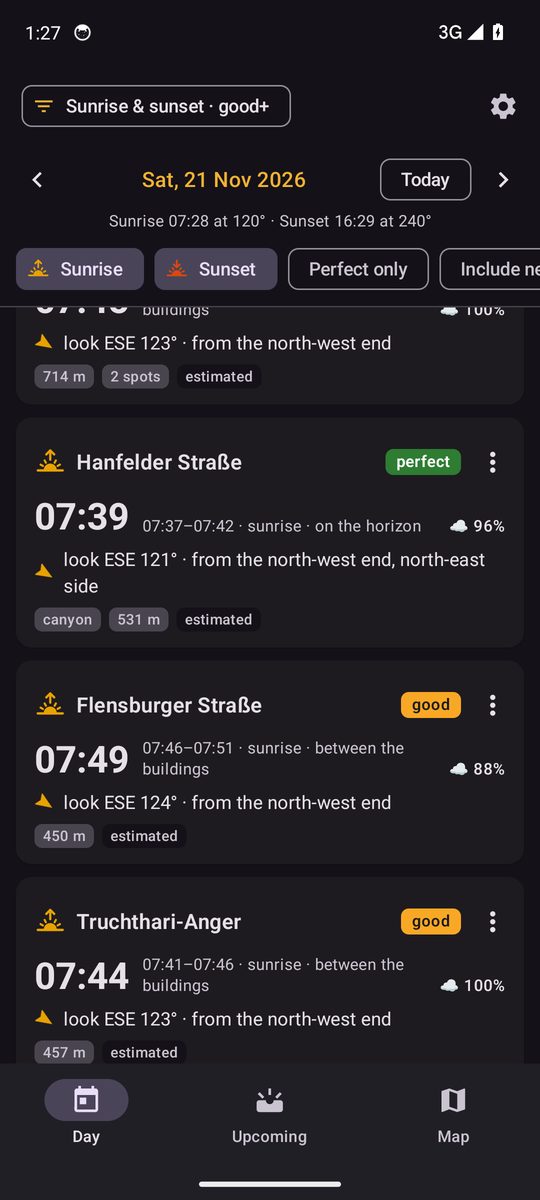 1:27
3G
Sunrise & sunset · good+
Sat, 21 Nov 2026
Today
Sunrise 07:28 at 120° · Sunset 16:29 at 240°
Sunrise
Sunset
Perfect only
Include ne
buildings
100%
look ESE 123° · from the north-west end
714 m
2 spots
estimated
Hanfelder Straße
perfect
07:39
07:37–07:42 · sunrise · on the horizon
96%
look ESE 121° · from the north-west end, north-east
side
canyon
531 m
estimated
Flensburger Straße
good
07:49
07:46–07:51 · sunrise · between the
buildings
88%
look ESE 124° · from the north-west end
450 m
estimated
Truchthari-Anger
good
07:44
07:41–07:46 · sunrise · between the
buildings
100%
look ESE 123° · from the north-west end
457 m
estimated
Day
Upcoming
Map